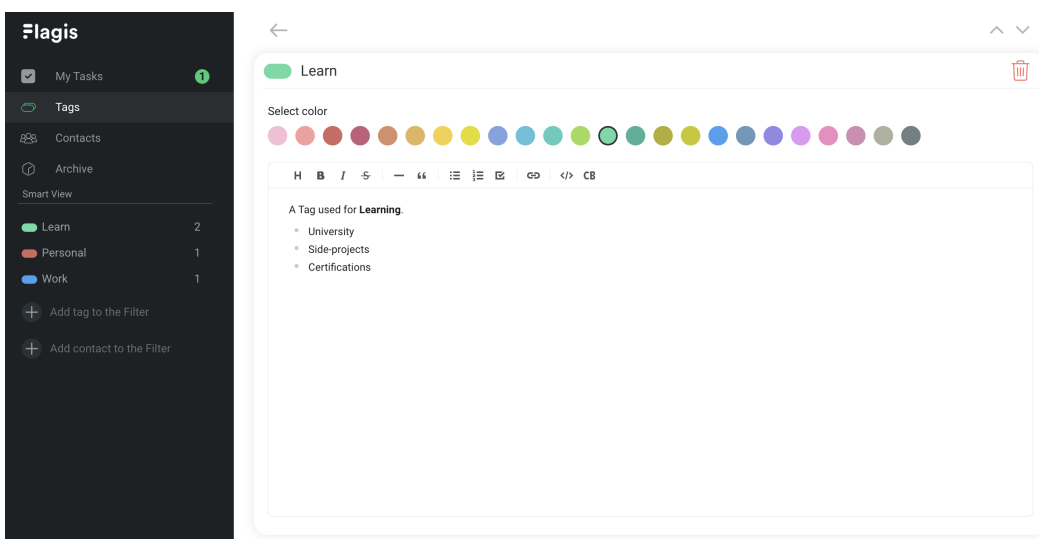 Flagis
My Tasks 1
Tags
Contacts
Archive
Smart View
Learn 2
Personal 1
Work 1
Add tag to the Filter
Add contact to the Filter
Learn
Select color
H B I S — “ </> CB
A Tag used for Learning.
University
Side-projects
Certifications